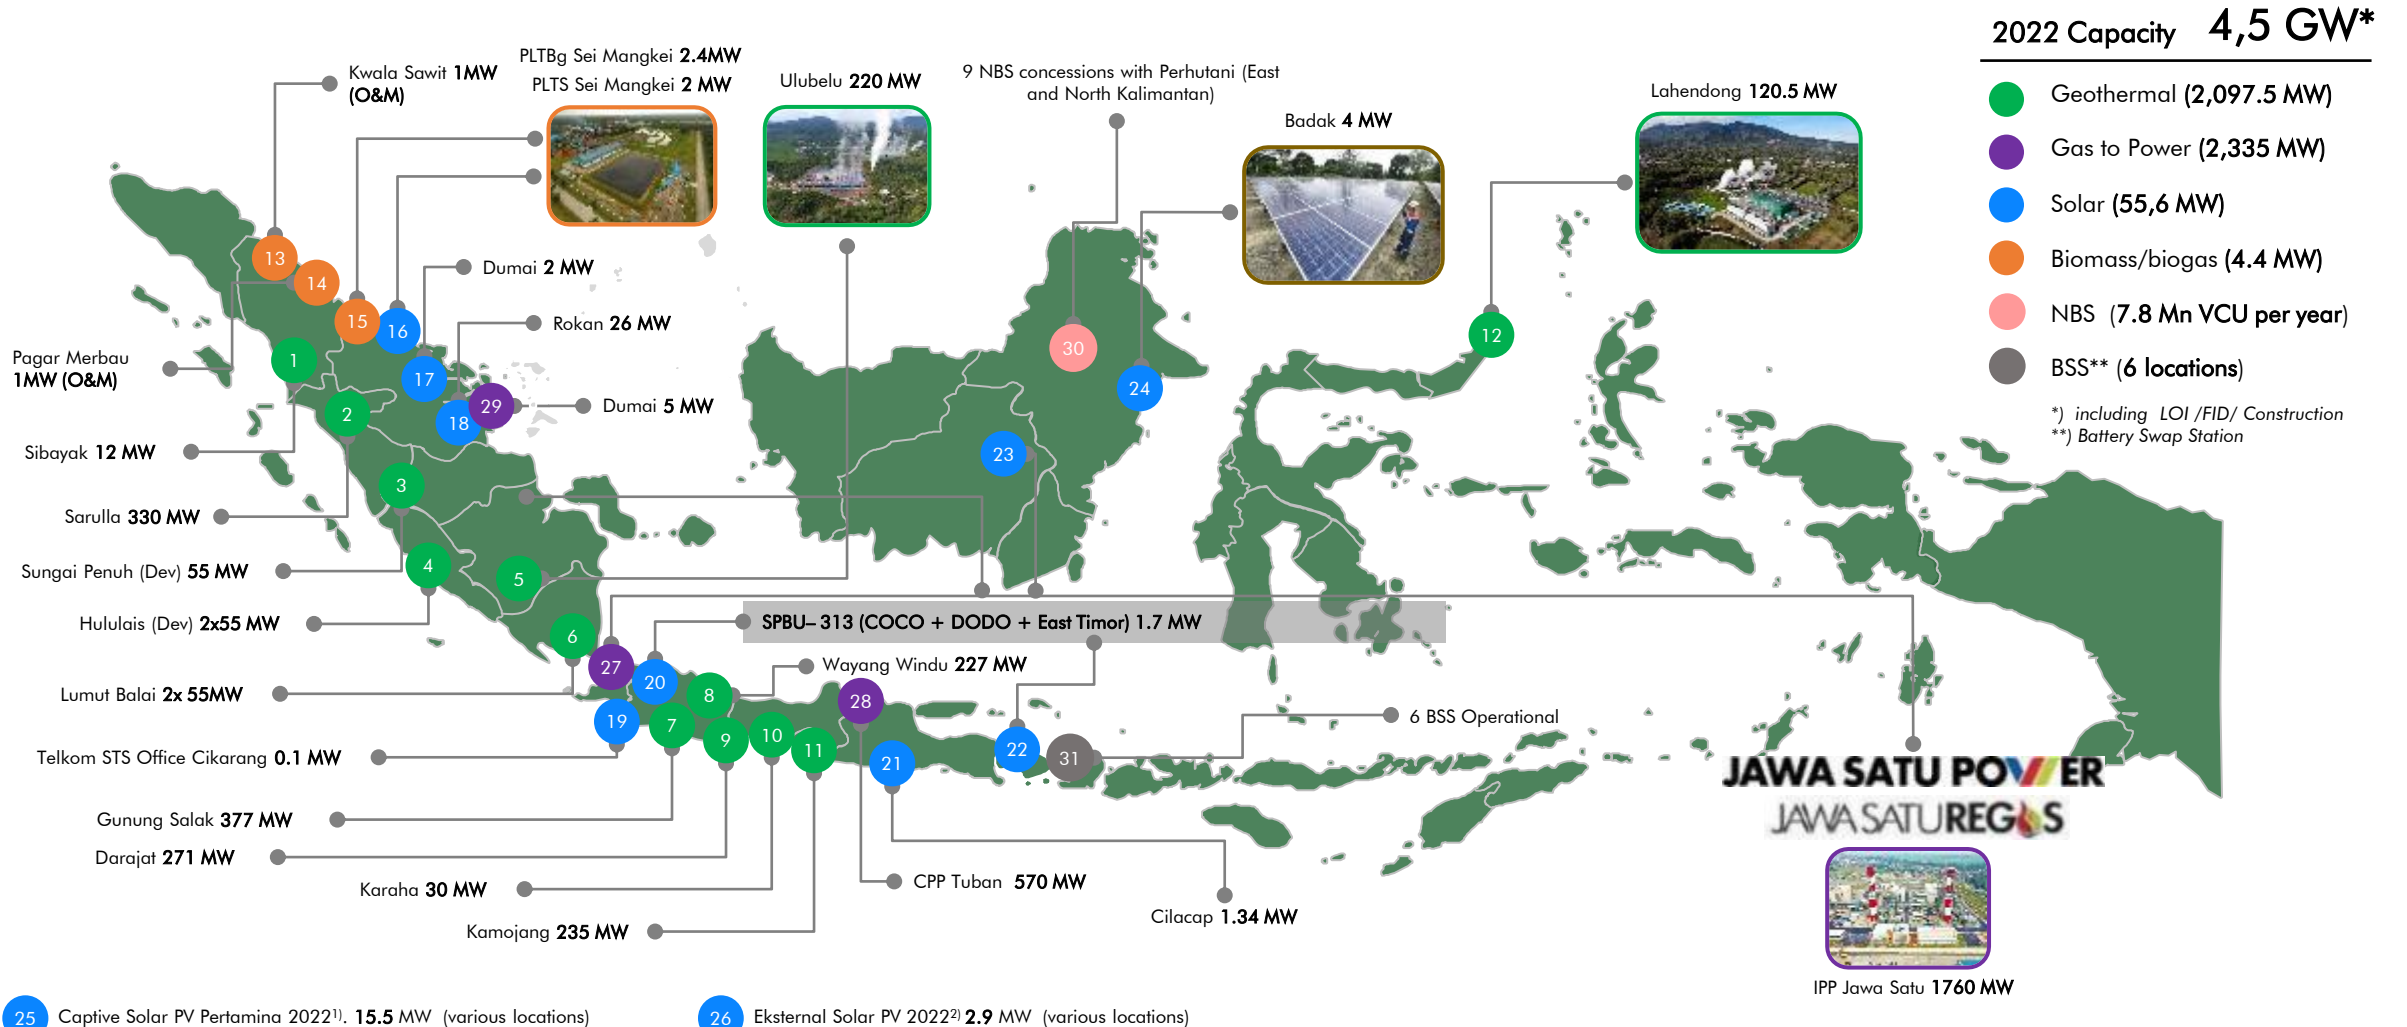 2022 Capacity 4,5 GW*
Geothermal (2,097.5 MW)
Gas to Power (2,335 MW)
Solar (55,6 MW)
Biomass/biogas (4.4 MW)
NBS (7.8 Mn VCU per year)
BSS** (6 locations)
*) including LOI /FID/ Construction
**) Battery Swap Station
Kwala Sawit 1MW
(O&M)
PLTBg Sei Mangkei 2.4MW
PLTS Sei Mangkei 2 MW
Ulubelu 220 MW
9 NBS concessions with Perhutani (East
and North Kalimantan)
Badak 4 MW
Lahendong 120.5 MW
Dumai 2 MW
Rokan 26 MW
Dumai 5 MW
Pagar Merbau
1MW (O&M)
Sibayak 12 MW
Sarulla 330 MW
Sungai Penuh (Dev) 55 MW
Hululais (Dev) 2x55 MW
Lumut Balai 2x 55MW
Telkom STS Office Cikarang 0.1 MW
Gunung Salak 377 MW
Darajat 271 MW
Karaha 30 MW
Kamojang 235 MW
SPBU– 313 (COCO + DODO + East Timor) 1.7 MW
Wayang Windu 227 MW
CPP Tuban 570 MW
Cilacap 1.34 MW
6 BSS Operational
JAWA SATU POWER
JAWA SATU REGAS
IPP Jawa Satu 1760 MW
13
14
15
16
1
17
2
18
29
3
4
5
6
27
20
8
19
7
9
10
11
28
21
22
31
30
24
23
12
25 Captive Solar PV Pertamina 2022¹⁾. 15.5 MW (various locations)
26 Eksternal Solar PV 2022²⁾ 2.9 MW (various locations)